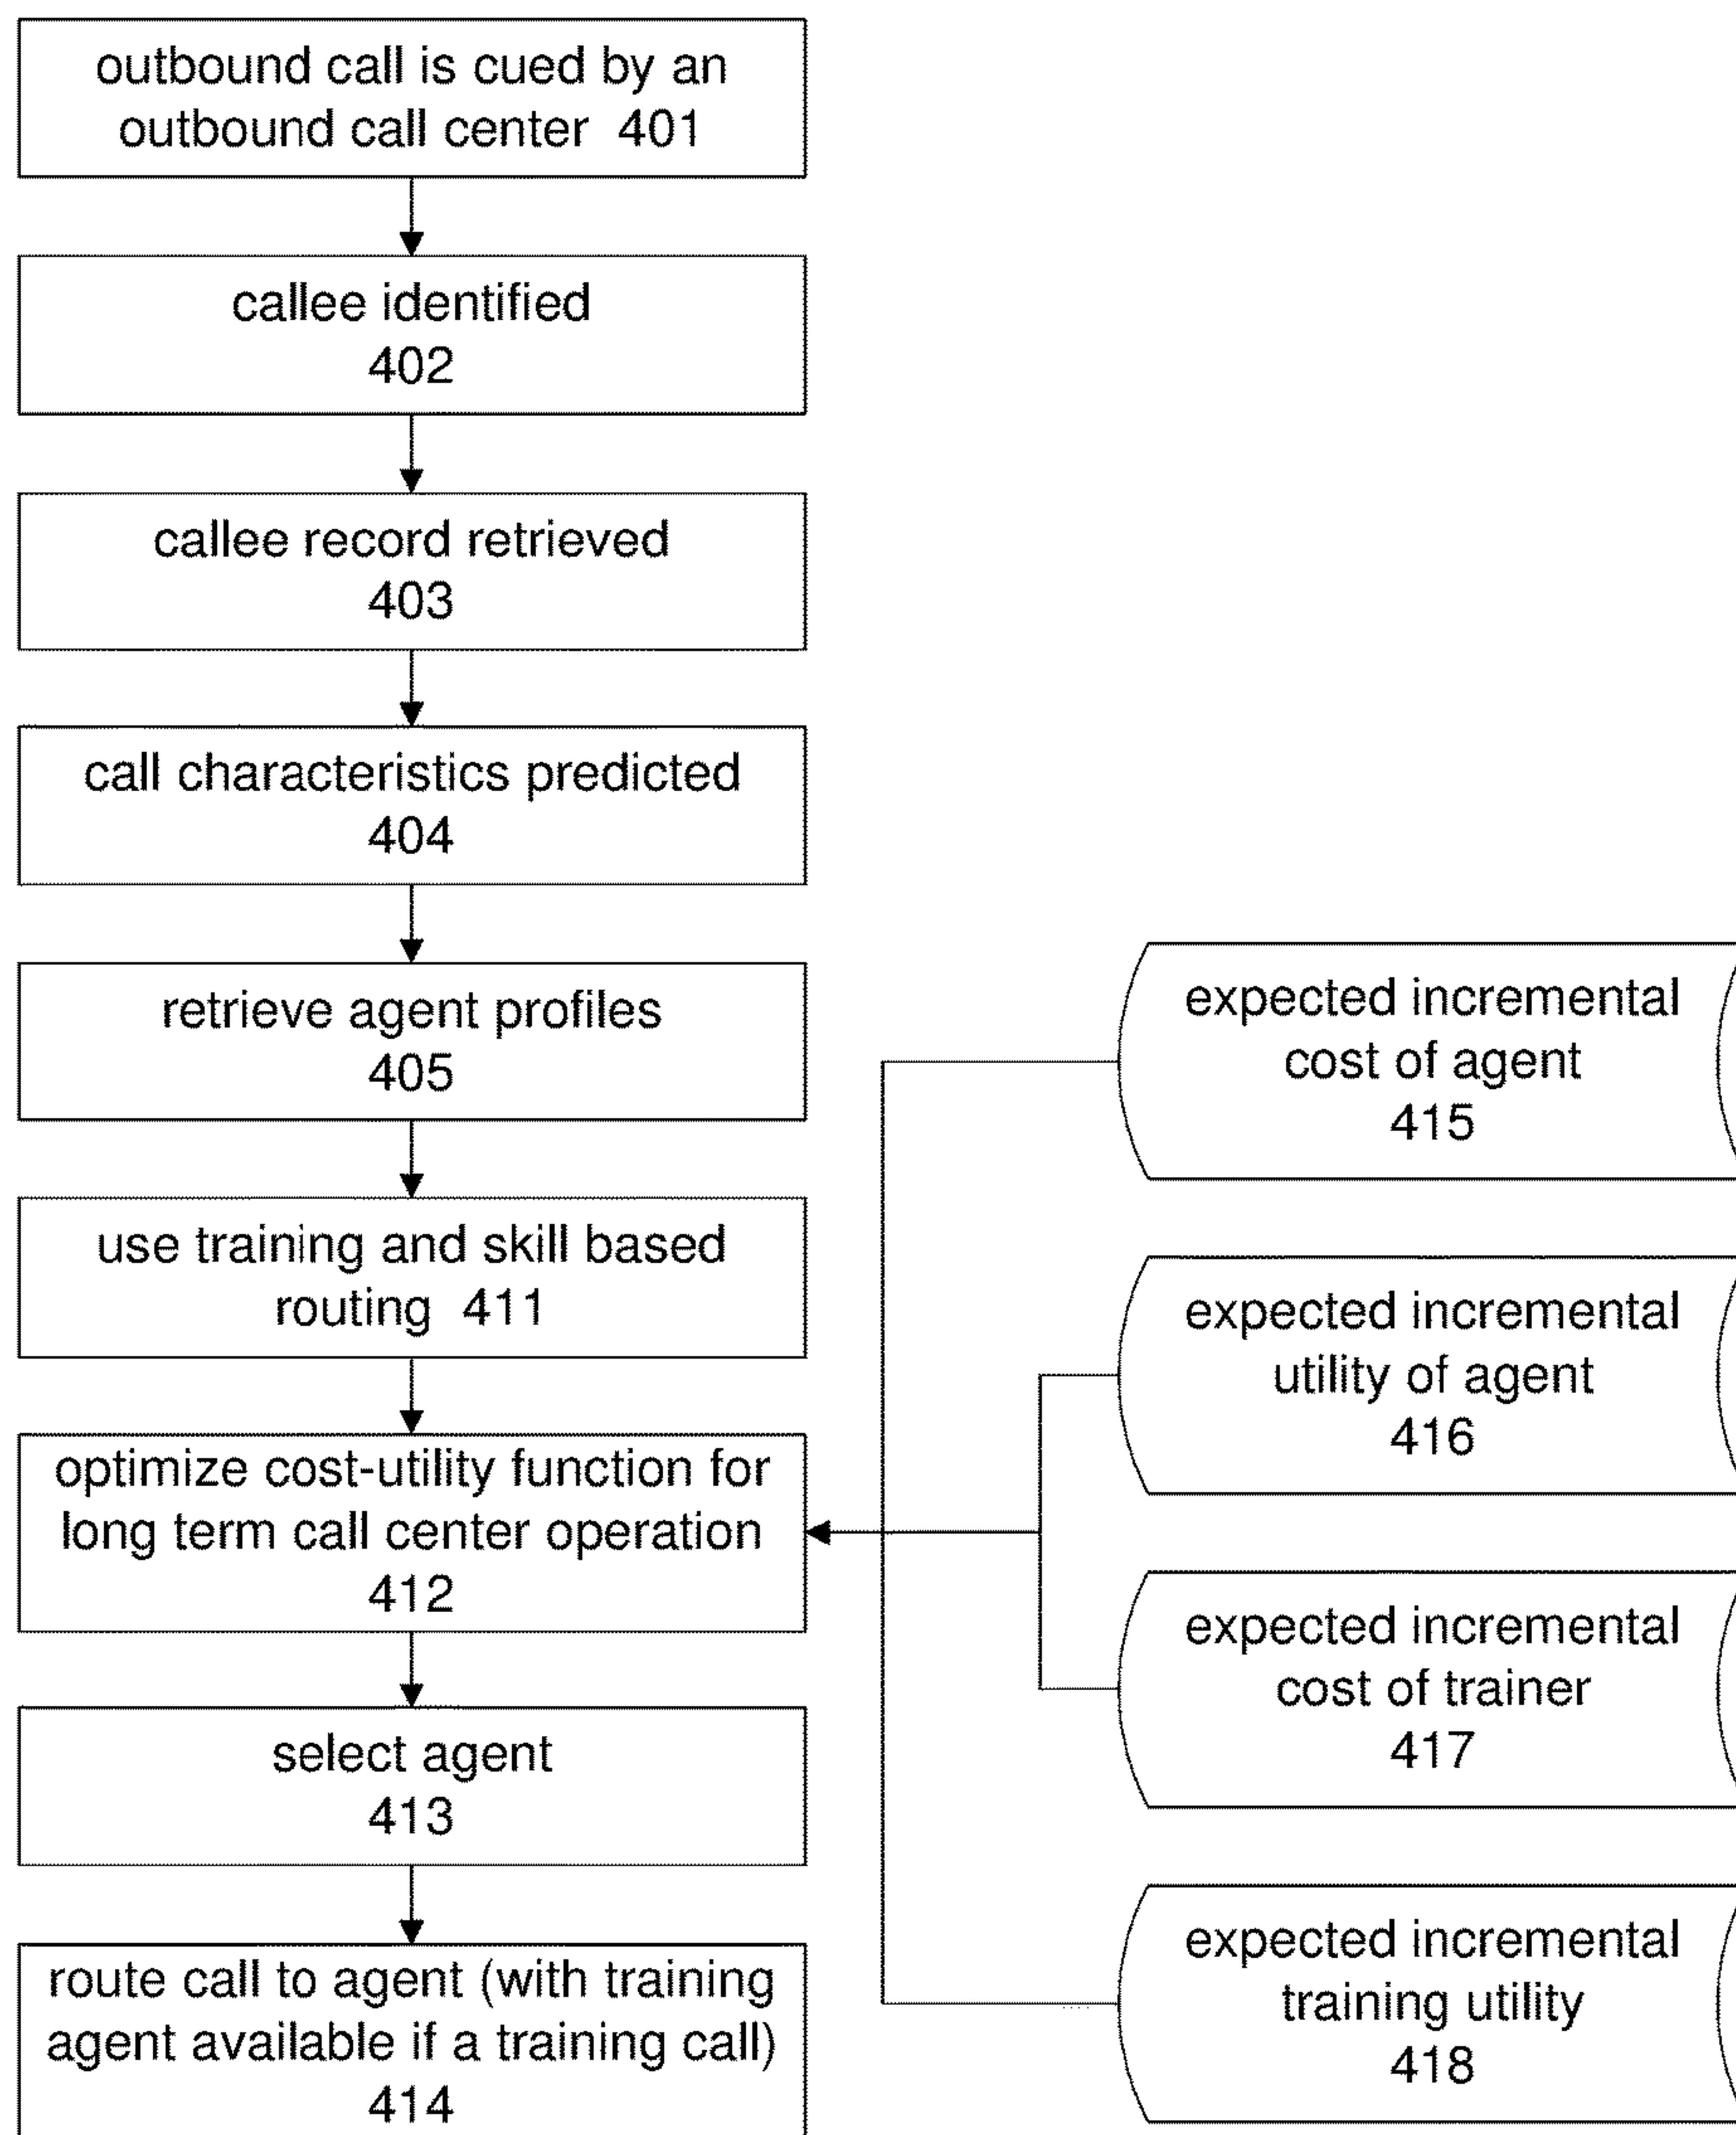 outbound call is cued by an
outbound call center 401
callee identified
402
callee record retrieved
403
call characteristics predicted
404
retrieve agent profiles
405
use training and skill based
routing 411
optimize cost-utility function for
long term call center operation
412
select agent
413
route call to agent (with training
agent available if a training call)
414
expected incremental
cost of agent
415
expected incremental
utility of agent
416
expected incremental
cost of trainer
417
expected incremental
training utility
418